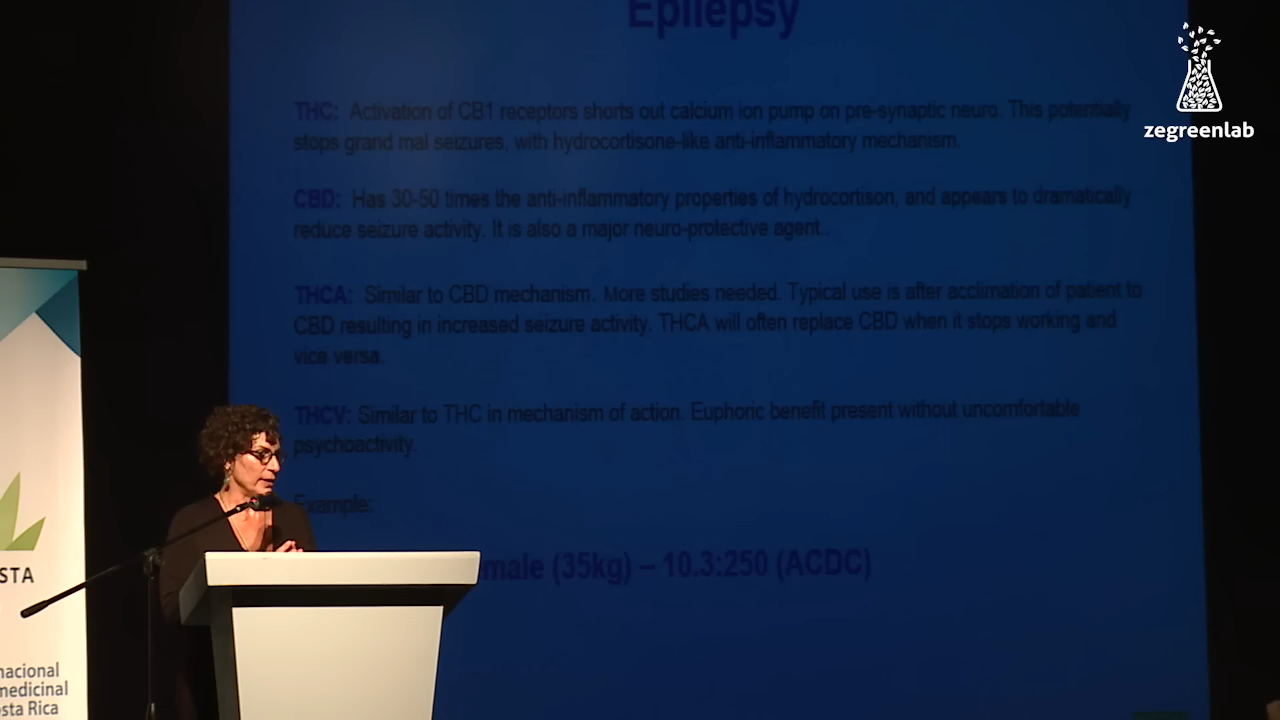 Epilepsy
THC: Activation of CB1 receptors shorts out calcium ion pump on pre-synaptic neuro. This potentially
stops grand mal seizures, with hydrocortisone-like anti-inflammatory mechanism.
CBD: Has 30-50 times the anti-inflammatory properties of hydrocortison, and appears to dramatically
reduce seizure activity. It is also a major neuro-protective agent.
THCA: Similar to CBD mechanism. More studies needed. Typical use is after acclimation of patient to
CBD resulting in increased seizure activity. THCA will often replace CBD when it stops working and
vice versa.
THCV: Similar to THC in mechanism of action. Euphoric benefit present without uncomfortable
psychoactivity.
Example:
male (35kg) – 10.3:250 (ACDC)
zegreenlab
STA
nacional
medicinal
osta Rica